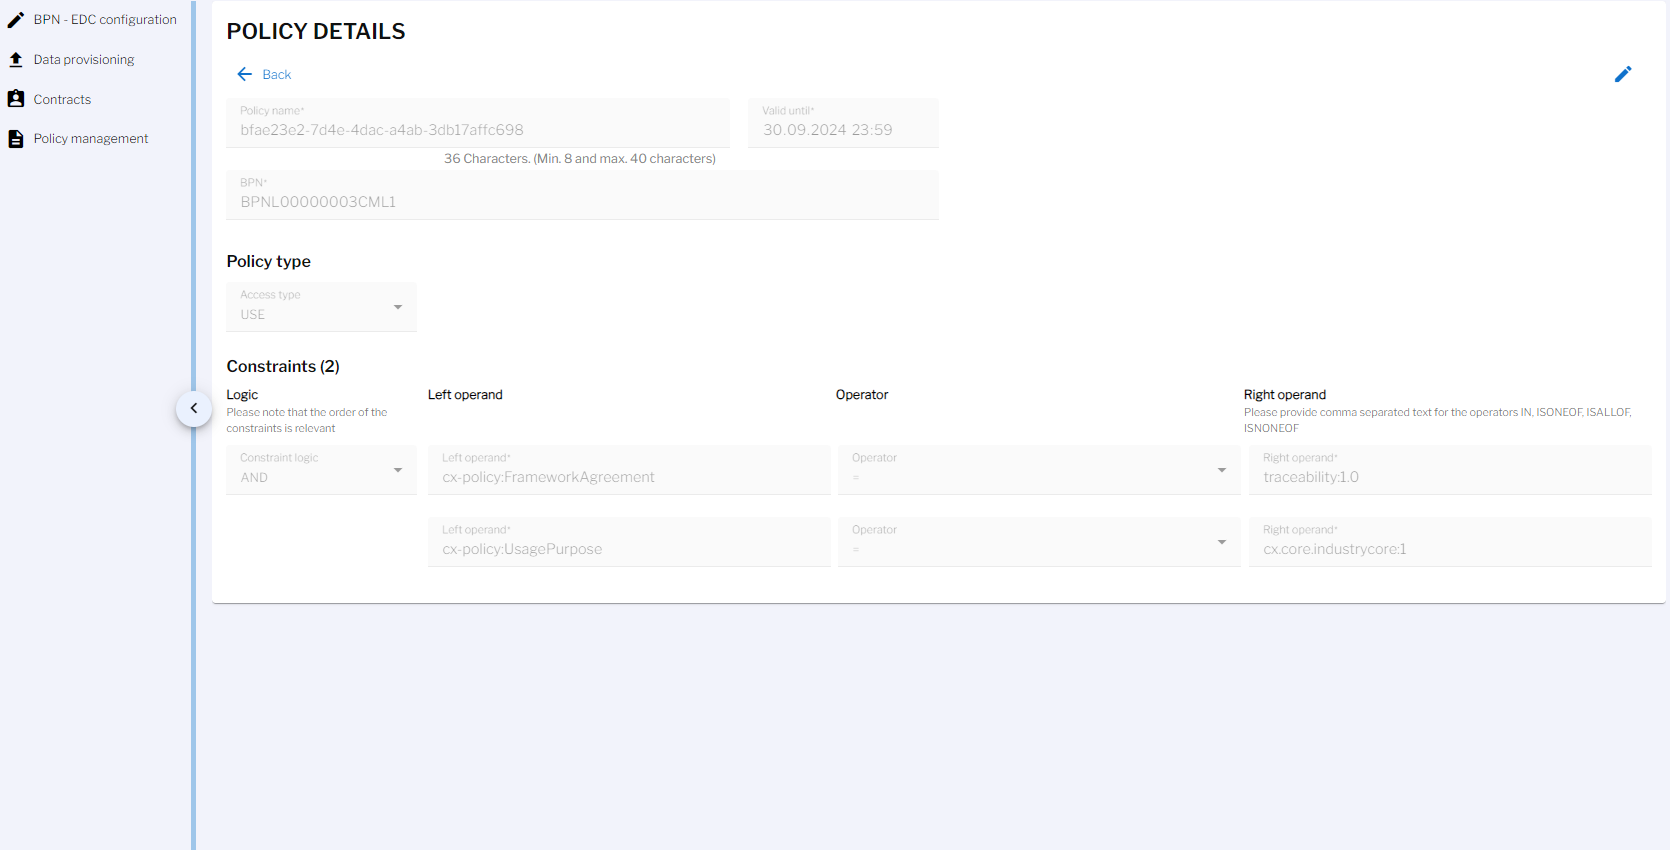 BPN - EDC configuration
Data provisioning
Contracts
Policy management
POLICY DETAILS
Back
Policy name*
bfae23e2-7d4e-4dac-a4ab-3db17affc698
36 Characters. (Min. 8 and max. 40 characters)
Valid until*
30.09.2024 23:59
BPN*
BPNL00000003CML1
Policy type
Access type
USE
Constraints (2)
Logic
Please note that the order of the
constraints is relevant
Left operand
Operator
Right operand
Please provide comma separated text for the operators IN, ISONEOF, ISALLOF,
ISNONEOF
Constraint logic
AND
Left operand*
cx-policy:FrameworkAgreement
Operator
=
Right operand*
traceability:1.0
Left operand*
cx-policy:UsagePurpose
Operator
=
Right operand*
cx.core.industrycore:1